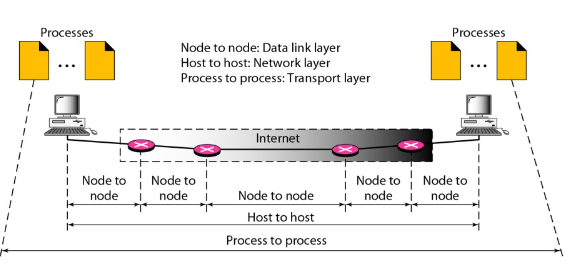 Processes
Processes
...
...
Node to node: Data link layer
Host to host: Network layer
Process to process: Transport layer
Internet
Node to
node
Node to
node
Node to node
Node to
node
Node to
node
Host to host
Process to process